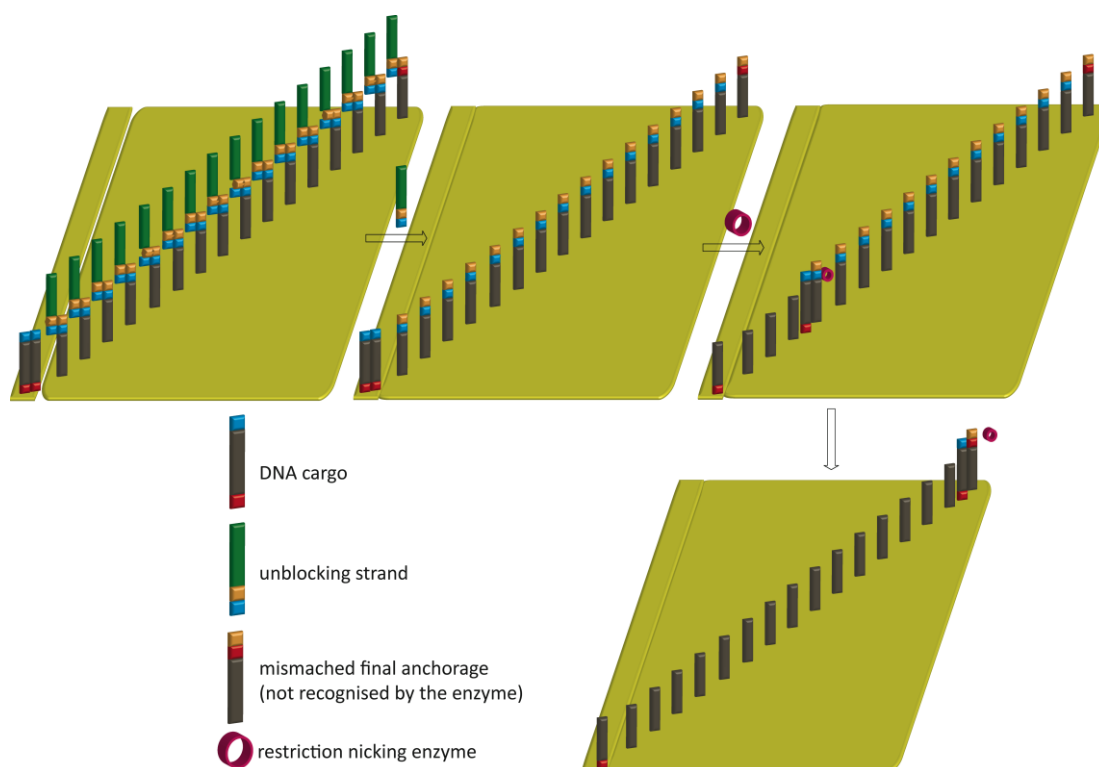 DNA cargo
unblocking strand
mismached final anchorage
(not recognised by the enzyme)
restriction nicking enzyme